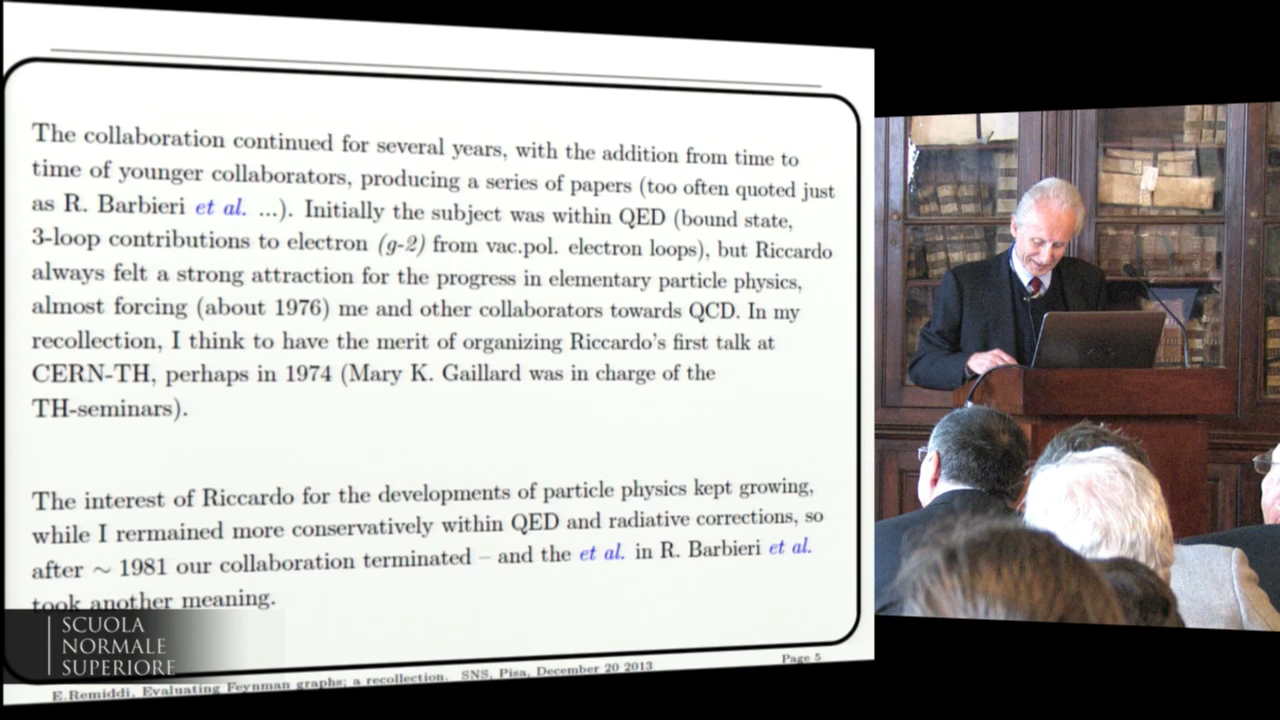 The collaboration continued for several years, with the addition from time to
time of younger collaborators, producing a series of papers (too often quoted just
as R. Barbieri et al. ...). Initially the subject was within QED (bound state,
3-loop contributions to electron (g-2) from vac.pol. electron loops), but Riccardo
always felt a strong attraction for the progress in elementary particle physics,
almost forcing (about 1976) me and other collaborators towards QCD. In my
recollection, I think to have the merit of organizing Riccardo's first talk at
CERN-TH, perhaps in 1974 (Mary K. Gaillard was in charge of the
TH-seminars).
The interest of Riccardo for the developments of particle physics kept growing,
while I rermained more conservatively within QED and radiative corrections, so
after ~ 1981 our collaboration terminated – and the et al. in R. Barbieri et al.
took another meaning.
SCUOLA
NORMALE
SUPERIORE
E.Remiddi, Evaluating Feynman graphs; a recollection. SNS, Pisa, December 20 2013
Page 5